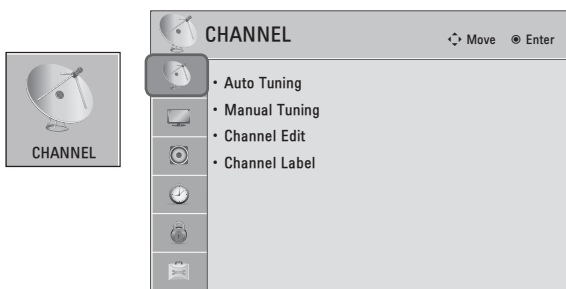 CHANNEL
CHANNEL
Move Enter
• Auto Tuning
• Manual Tuning
• Channel Edit
• Channel Label